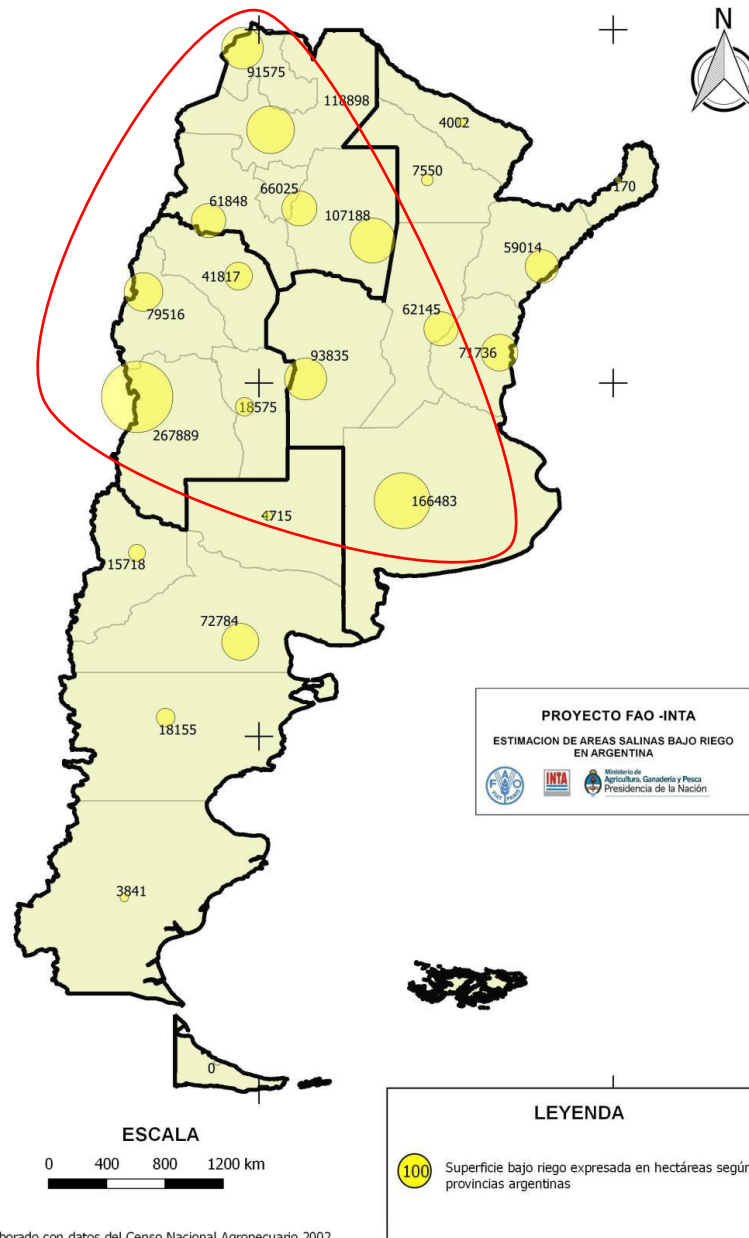 N
91575
118898
4002
7550
170
61848
66025
107188
59014
41817
79516
62145
71736
93835
18575
267889
166483
4715
15718
72784
18155
PROYECTO FAO -INTA
ESTIMACION DE AREAS SALINAS BAJO RIEGO
EN ARGENTINA
FAO
FIAT PANIS
INTA
Ministerio de
Agricultura, Ganadería y Pesca
Presidencia de la Nación
3841
0
ESCALA
0 400 800 1200 km
LEYENDA
100 Superficie bajo riego expresada en hectáreas según
provincias argentinas
borado con datos del Censo Nacional Agropecuario 2002